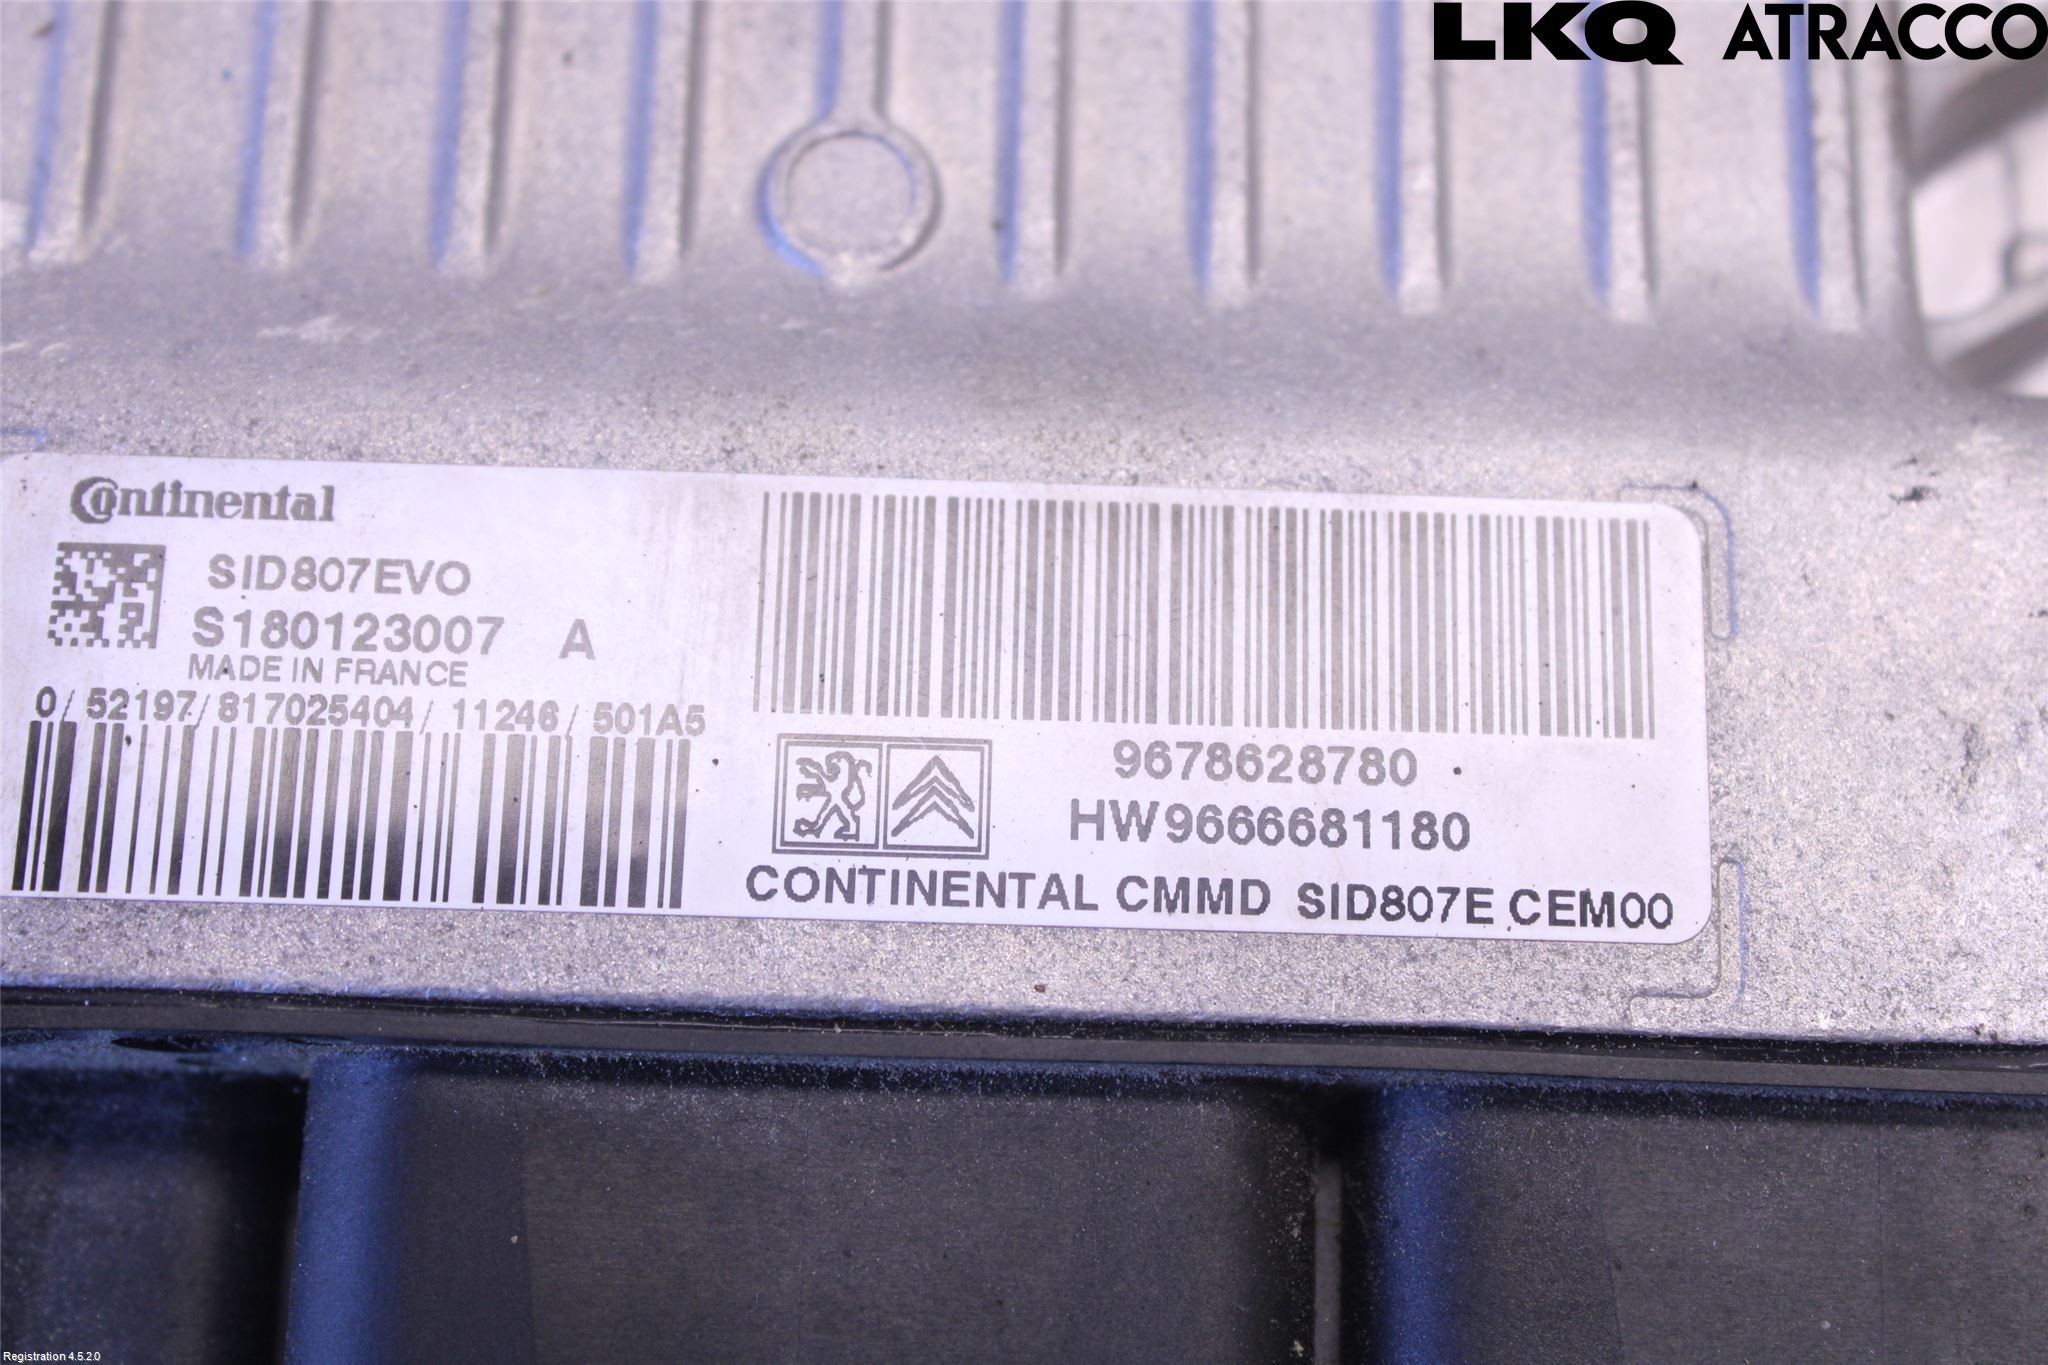 LKQ ATRACCO
Continental
SID807EVO
S180123007 A
MADE IN FRANCE
0/52197/817025404/11246/501A5
9678628780
HW9666681180
CONTINENTAL CMMD SID807E CEM00
Registration 4.5.2.0